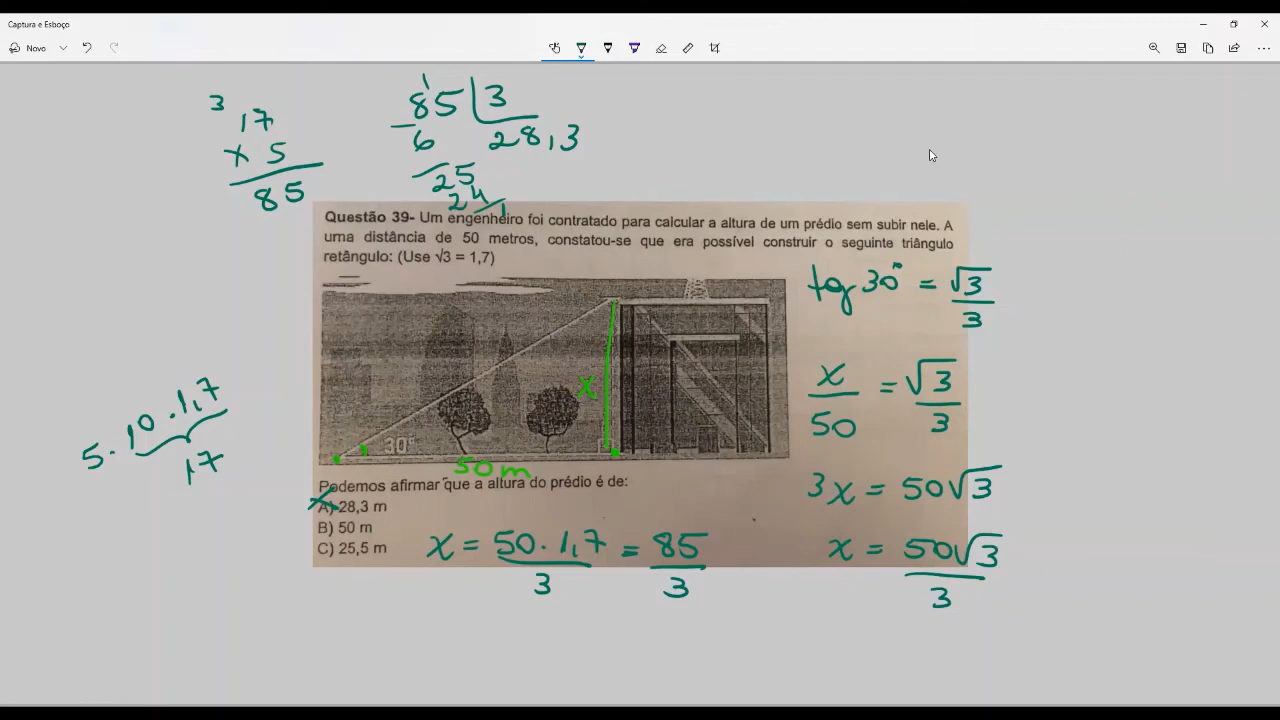 Captura e Esboço
Novo
3
17
x 5
85
1
85 3
6 28,3
25
24
1
Questão 39- Um engenheiro foi contratado para calcular a altura de um prédio sem subir nele. A
uma distância de 50 metros, constatou-se que era possível construir o seguinte triângulo
retângulo: (Use √3 = 1,7)
30°
X
50 m
Podemos afirmar que a altura do prédio é de:
A) 28,3 m
B) 50 m
C) 25,5 m
x = 50 . 1,7 / 3 = 85 / 3
tg 30° = √3 / 3
x / 50 = √3 / 3
3x = 50√3
x = 50√3 / 3
5 . 10 . 1,7
17